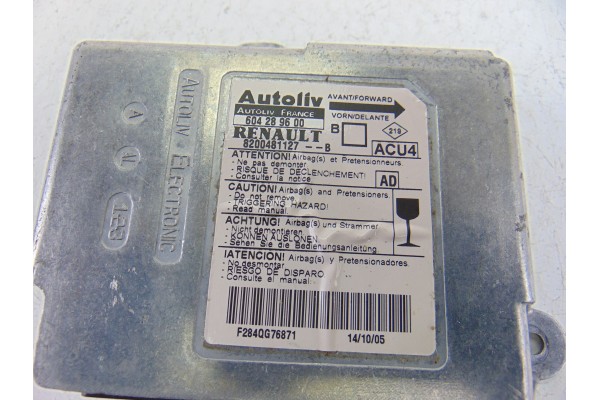 Autoliv
AUTOLIV FRANCE
604 28 96 00
RENAULT
8200481127 --B
AVANT/FORWARD
VORN/DELANTE
B
218
ACU4
AD
ATTENTION! Airbag(s) et Pretensionneurs
- Ne pas demonter
- RISQUE DE DECLENCHEMENT!
- Consulter la notice
CAUTION! Airbag(s) and Pretensioners
- Do not remove
- TRIGGERING HAZARD!
- Read manual.
ACHTUNG! Airbag(s) und Strammer
- Nicht demontieren.
- KÖNNEN AUSLÖSEN.
- Sehen Sie die Bedienungsanleitung
¡ATENCION! Airbag(s) y Pretensionadores.
- No desmontar
- RIESGO DE DISPARO
- Consulte el manual.
F284QG76871 14/10/05
AUTOLIV - ELECTRONIC
A